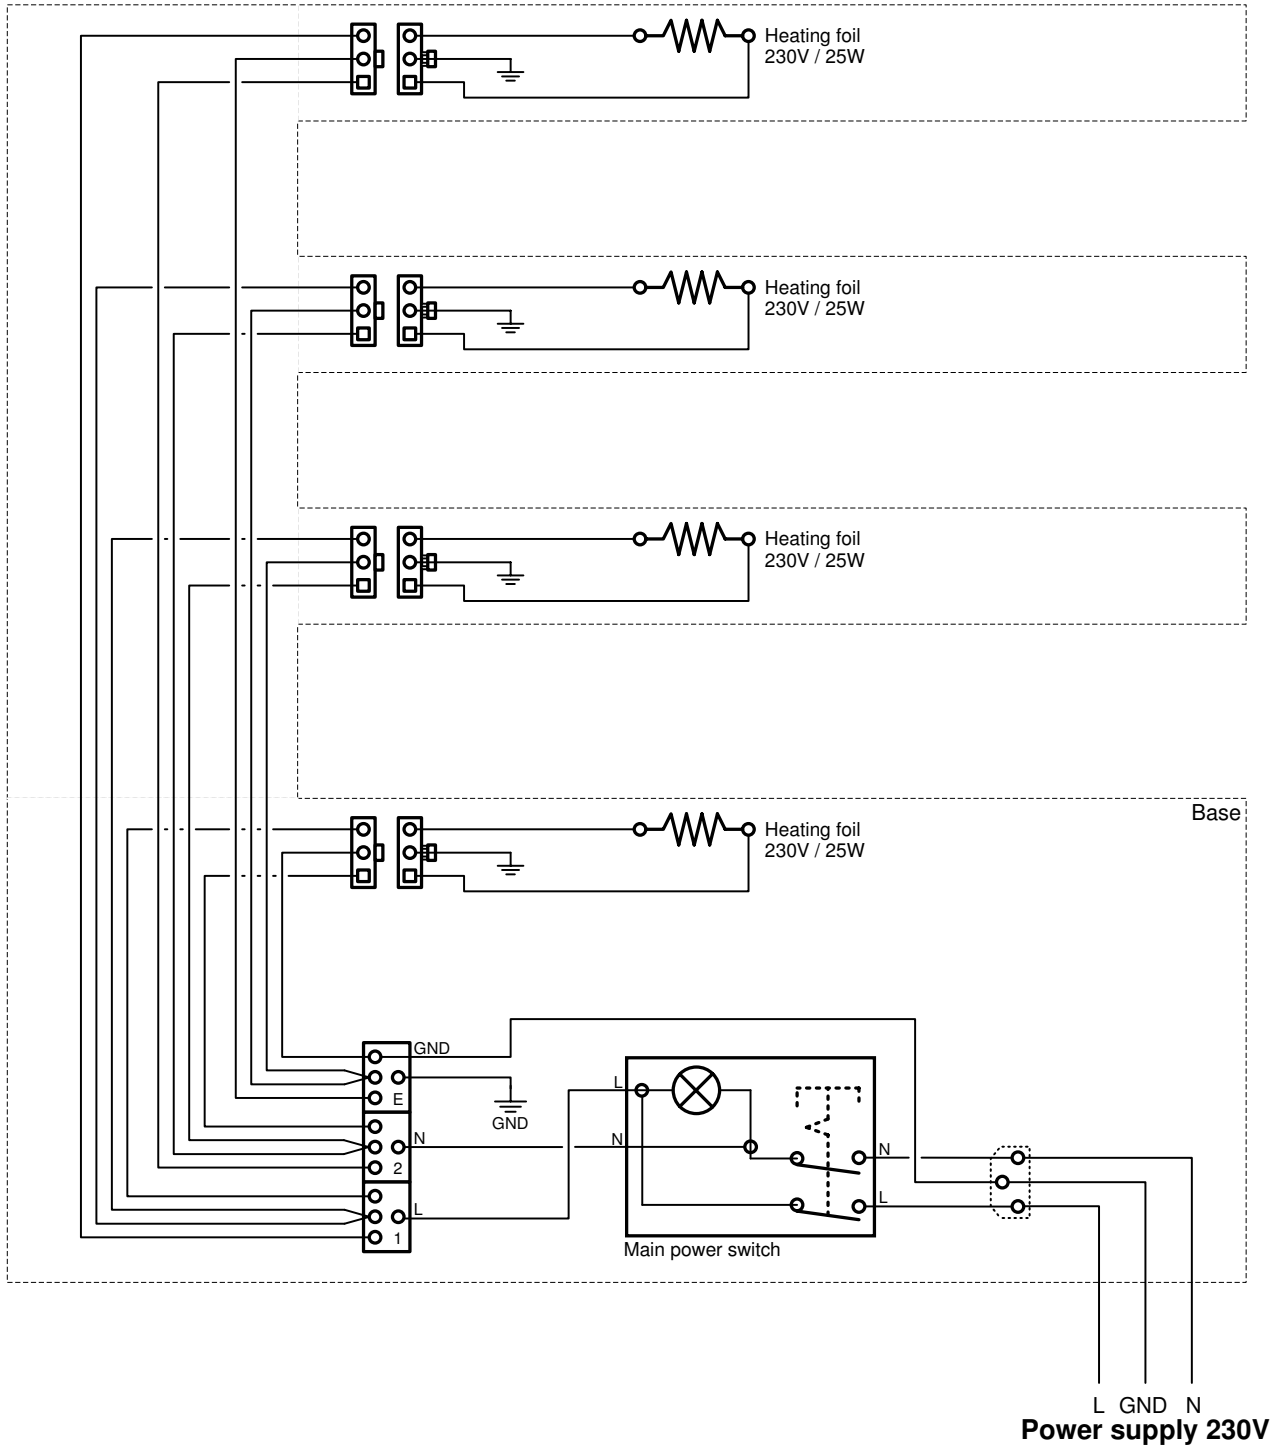 Heating foil
230V / 25W
Heating foil
230V / 25W
Heating foil
230V / 25W
Base
Heating foil
230V / 25W
GND
E
GND
L
N
N
2
N
L
L
1
Main power switch
L GND N
Power supply 230V